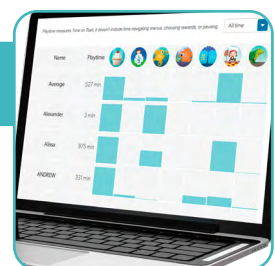 Playtime measures Time on Task, it doesn't include time navigating menus, choosing rewards, or pausing.
All time
Name Playtime
Average 527 min
Alexander 3 min
Alissa 875 min
ANDREW 331 min